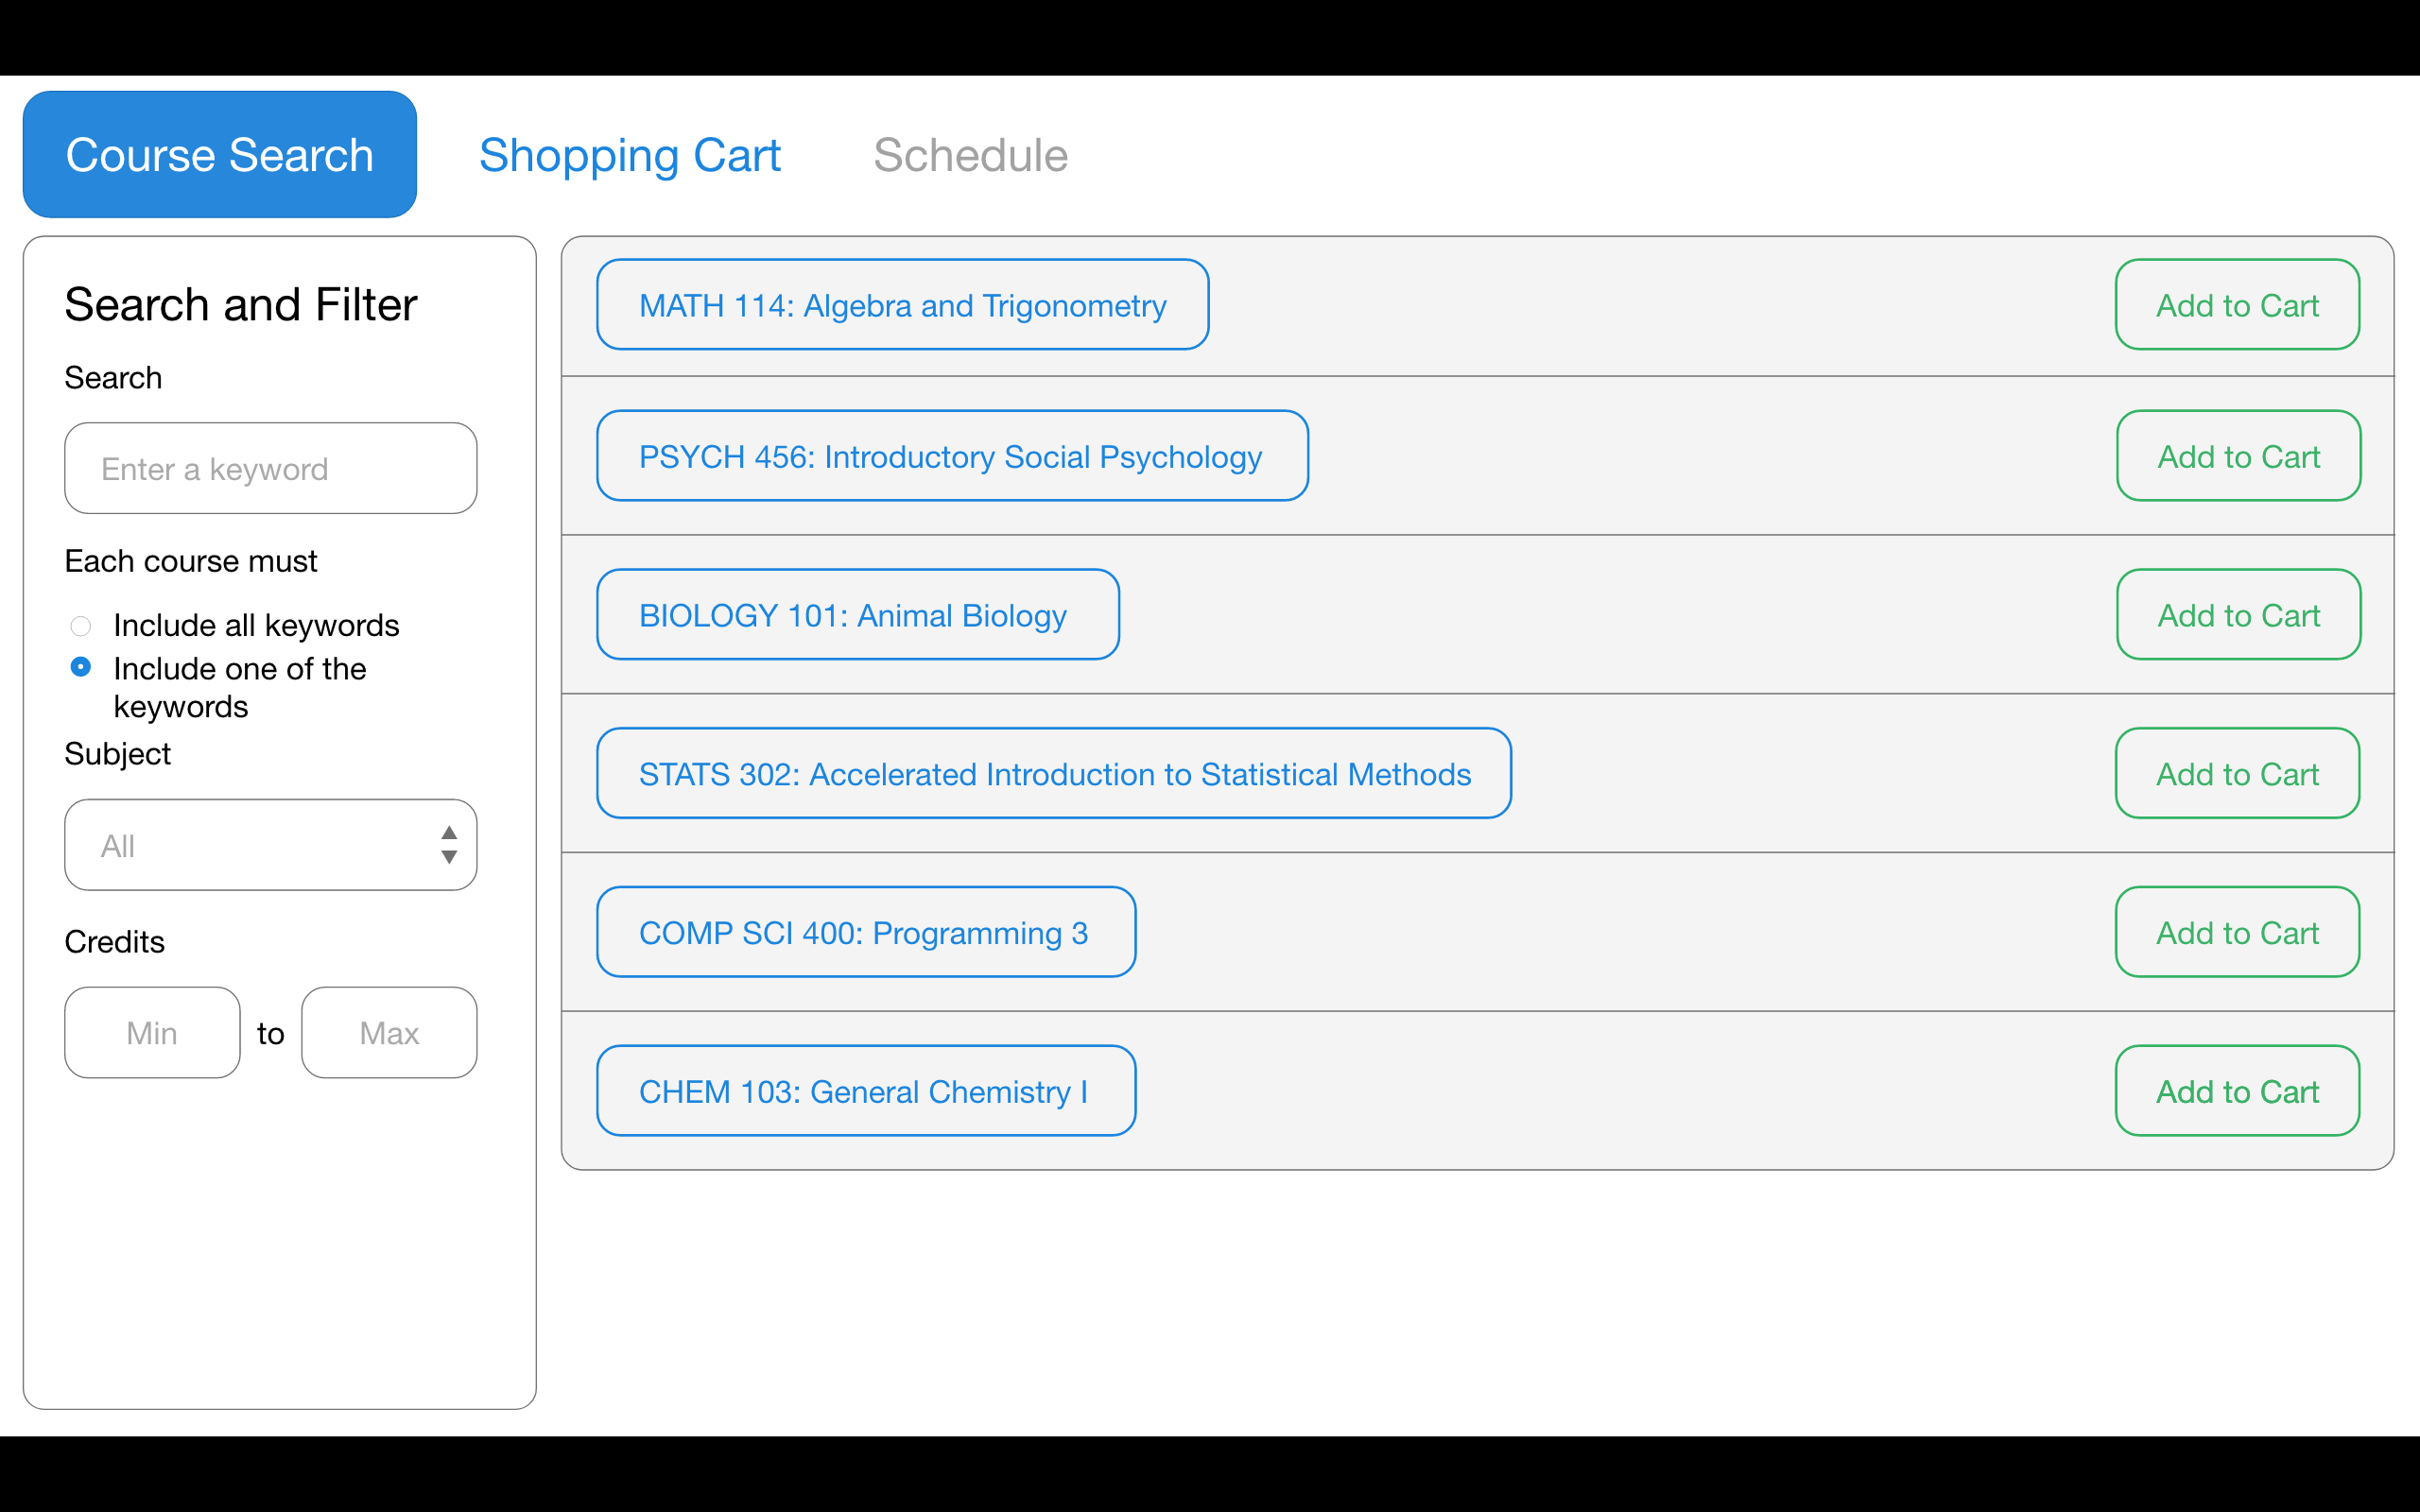 Course Search
Shopping Cart
Schedule
Search and Filter
Search
Enter a keyword
Each course must
Include all keywords
Include one of the
keywords
Subject
All
Credits
Min
to
Max
MATH 114: Algebra and Trigonometry
Add to Cart
PSYCH 456: Introductory Social Psychology
Add to Cart
BIOLOGY 101: Animal Biology
Add to Cart
STATS 302: Accelerated Introduction to Statistical Methods
Add to Cart
COMP SCI 400: Programming 3
Add to Cart
CHEM 103: General Chemistry I
Add to Cart